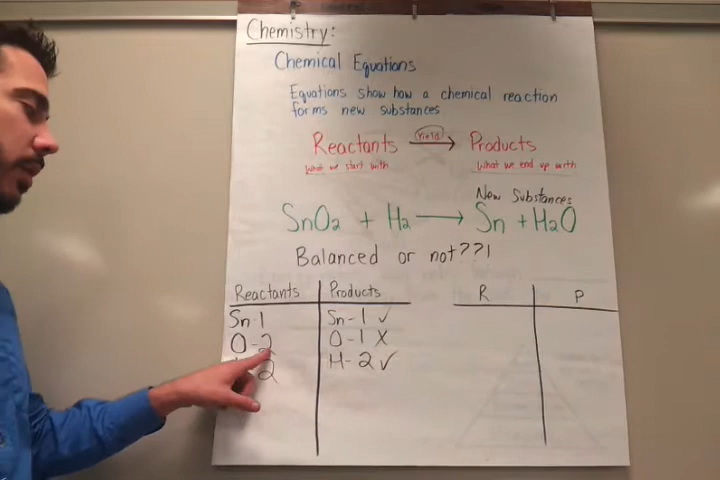 Chemistry:
Chemical Equations
Equations show how a chemical reaction
forms new substances
Reactants yield → Products
What we start with What we end up with
New Substances
SnO₂ + H₂ → Sn + H₂O
Balanced or not??!
Reactants Products R P
Sn-1 Sn-1 ✓
O-2 O-1 X
2 H-2 ✓